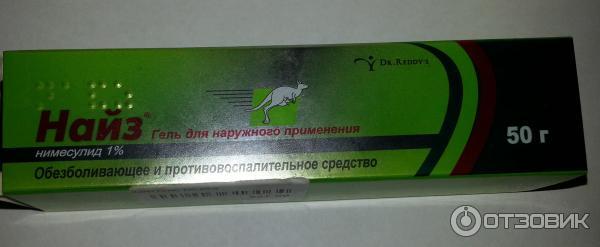 Dr.Reddy's
Найз® Гель для наружного применения
нимесулид 1%
50 г
Обезболивающее и противовоспалительное средство
ОТЗОВИК